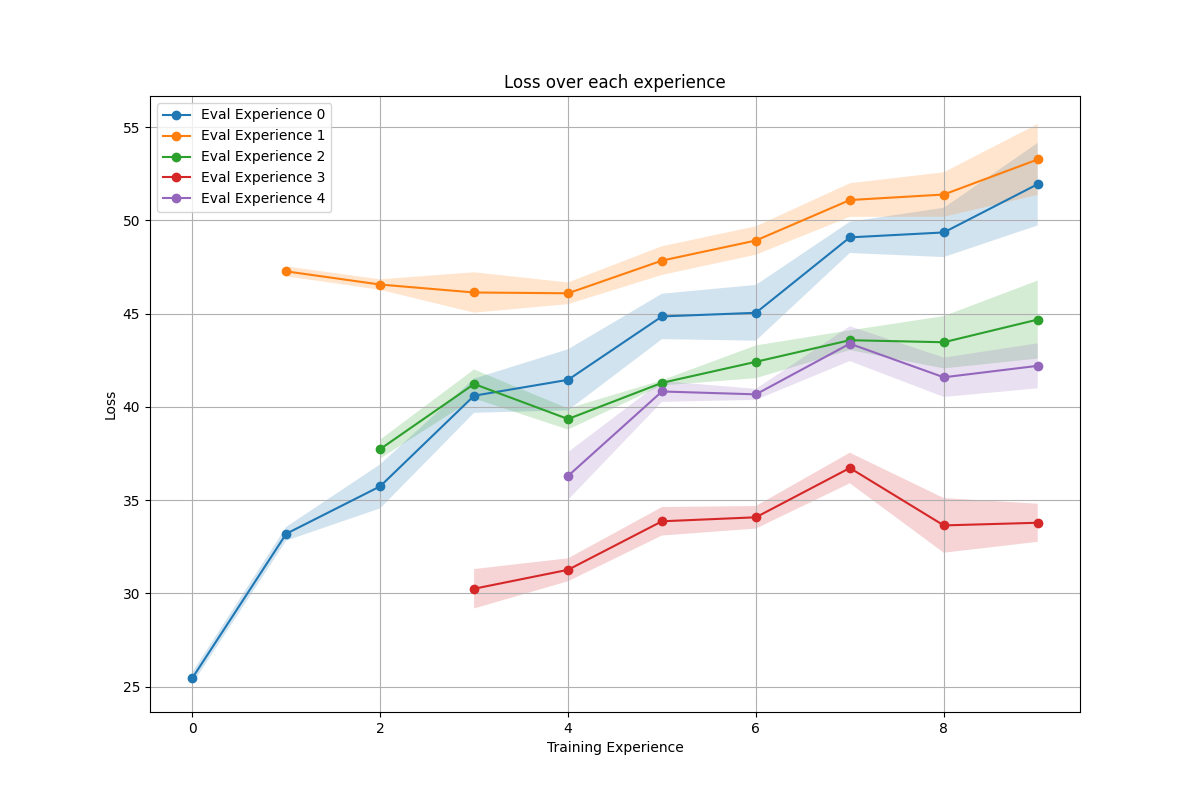 Loss over each experience
Eval Experience 0
Eval Experience 1
Eval Experience 2
Eval Experience 3
Eval Experience 4
Loss
55
50
45
40
35
30
25
0 2 4 6 8
Training Experience